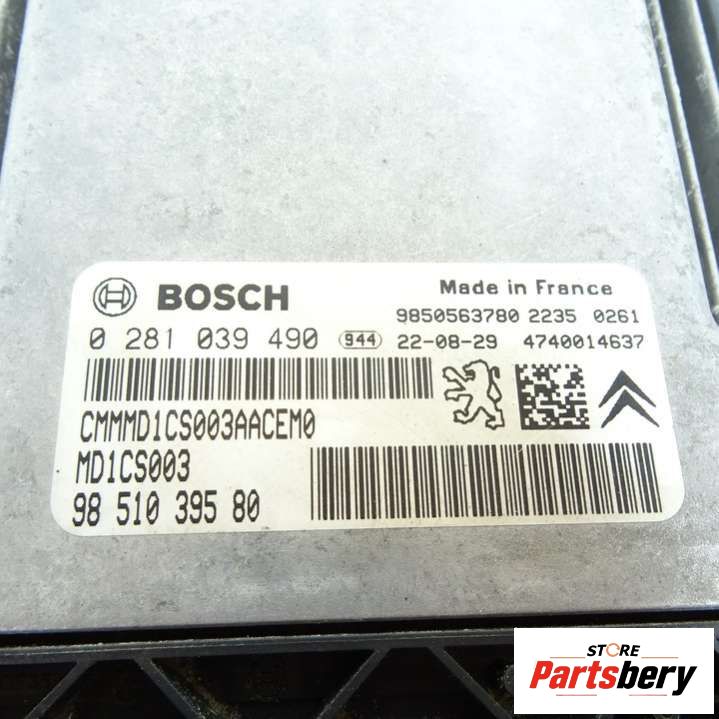 BOSCH
Made in France
9850563780 2235 0261
0 281 039 490 944 22-08-29 4740014637
CMMMD1CS003AACEM0
MD1CS003
98 510 395 80
STORE
Partsbery